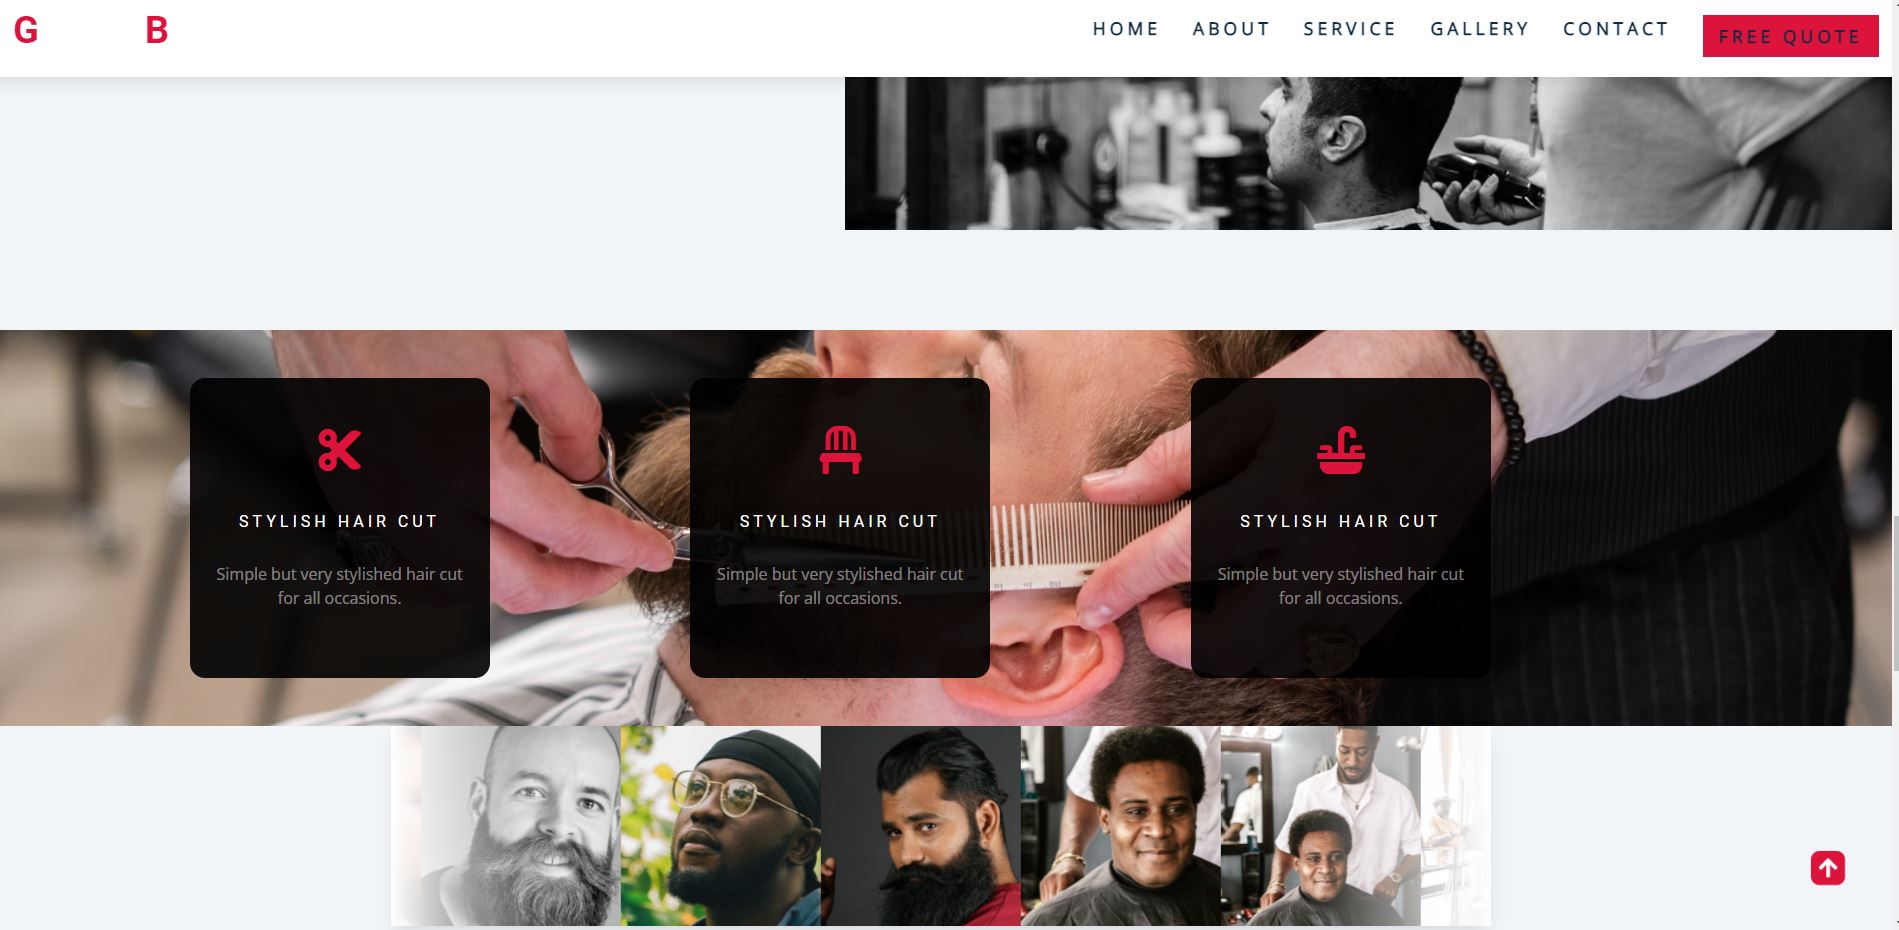 G B
HOME ABOUT SERVICE GALLERY CONTACT FREE QUOTE
STYLISH HAIR CUT
Simple but very stylished hair cut
for all occasions.
STYLISH HAIR CUT
Simple but very stylished hair cut
for all occasions.
STYLISH HAIR CUT
Simple but very stylished hair cut
for all occasions.